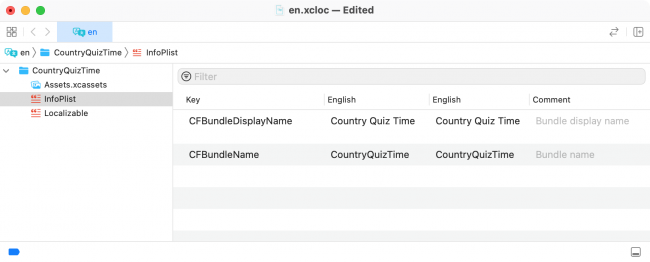 en.xcloc — Edited
en
en CountryQuizTime InfoPlist
CountryQuizTime
Assets.xcassets
InfoPlist
Localizable
Filter
Key English English Comment
CFBundleDisplayName Country Quiz Time Country Quiz Time Bundle display name
CFBundleName CountryQuizTime CountryQuizTime Bundle name